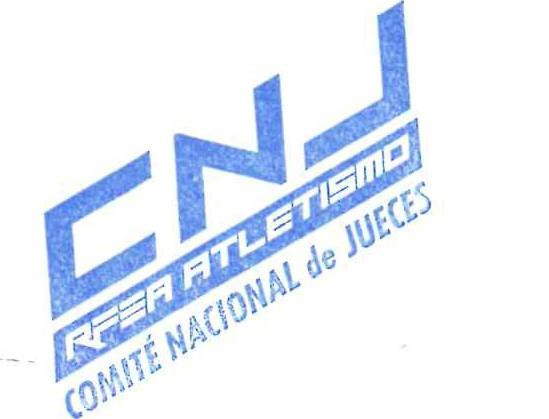 CNJ
RFEA ATLETISMO
COMITÉ NACIONAL de JUECES